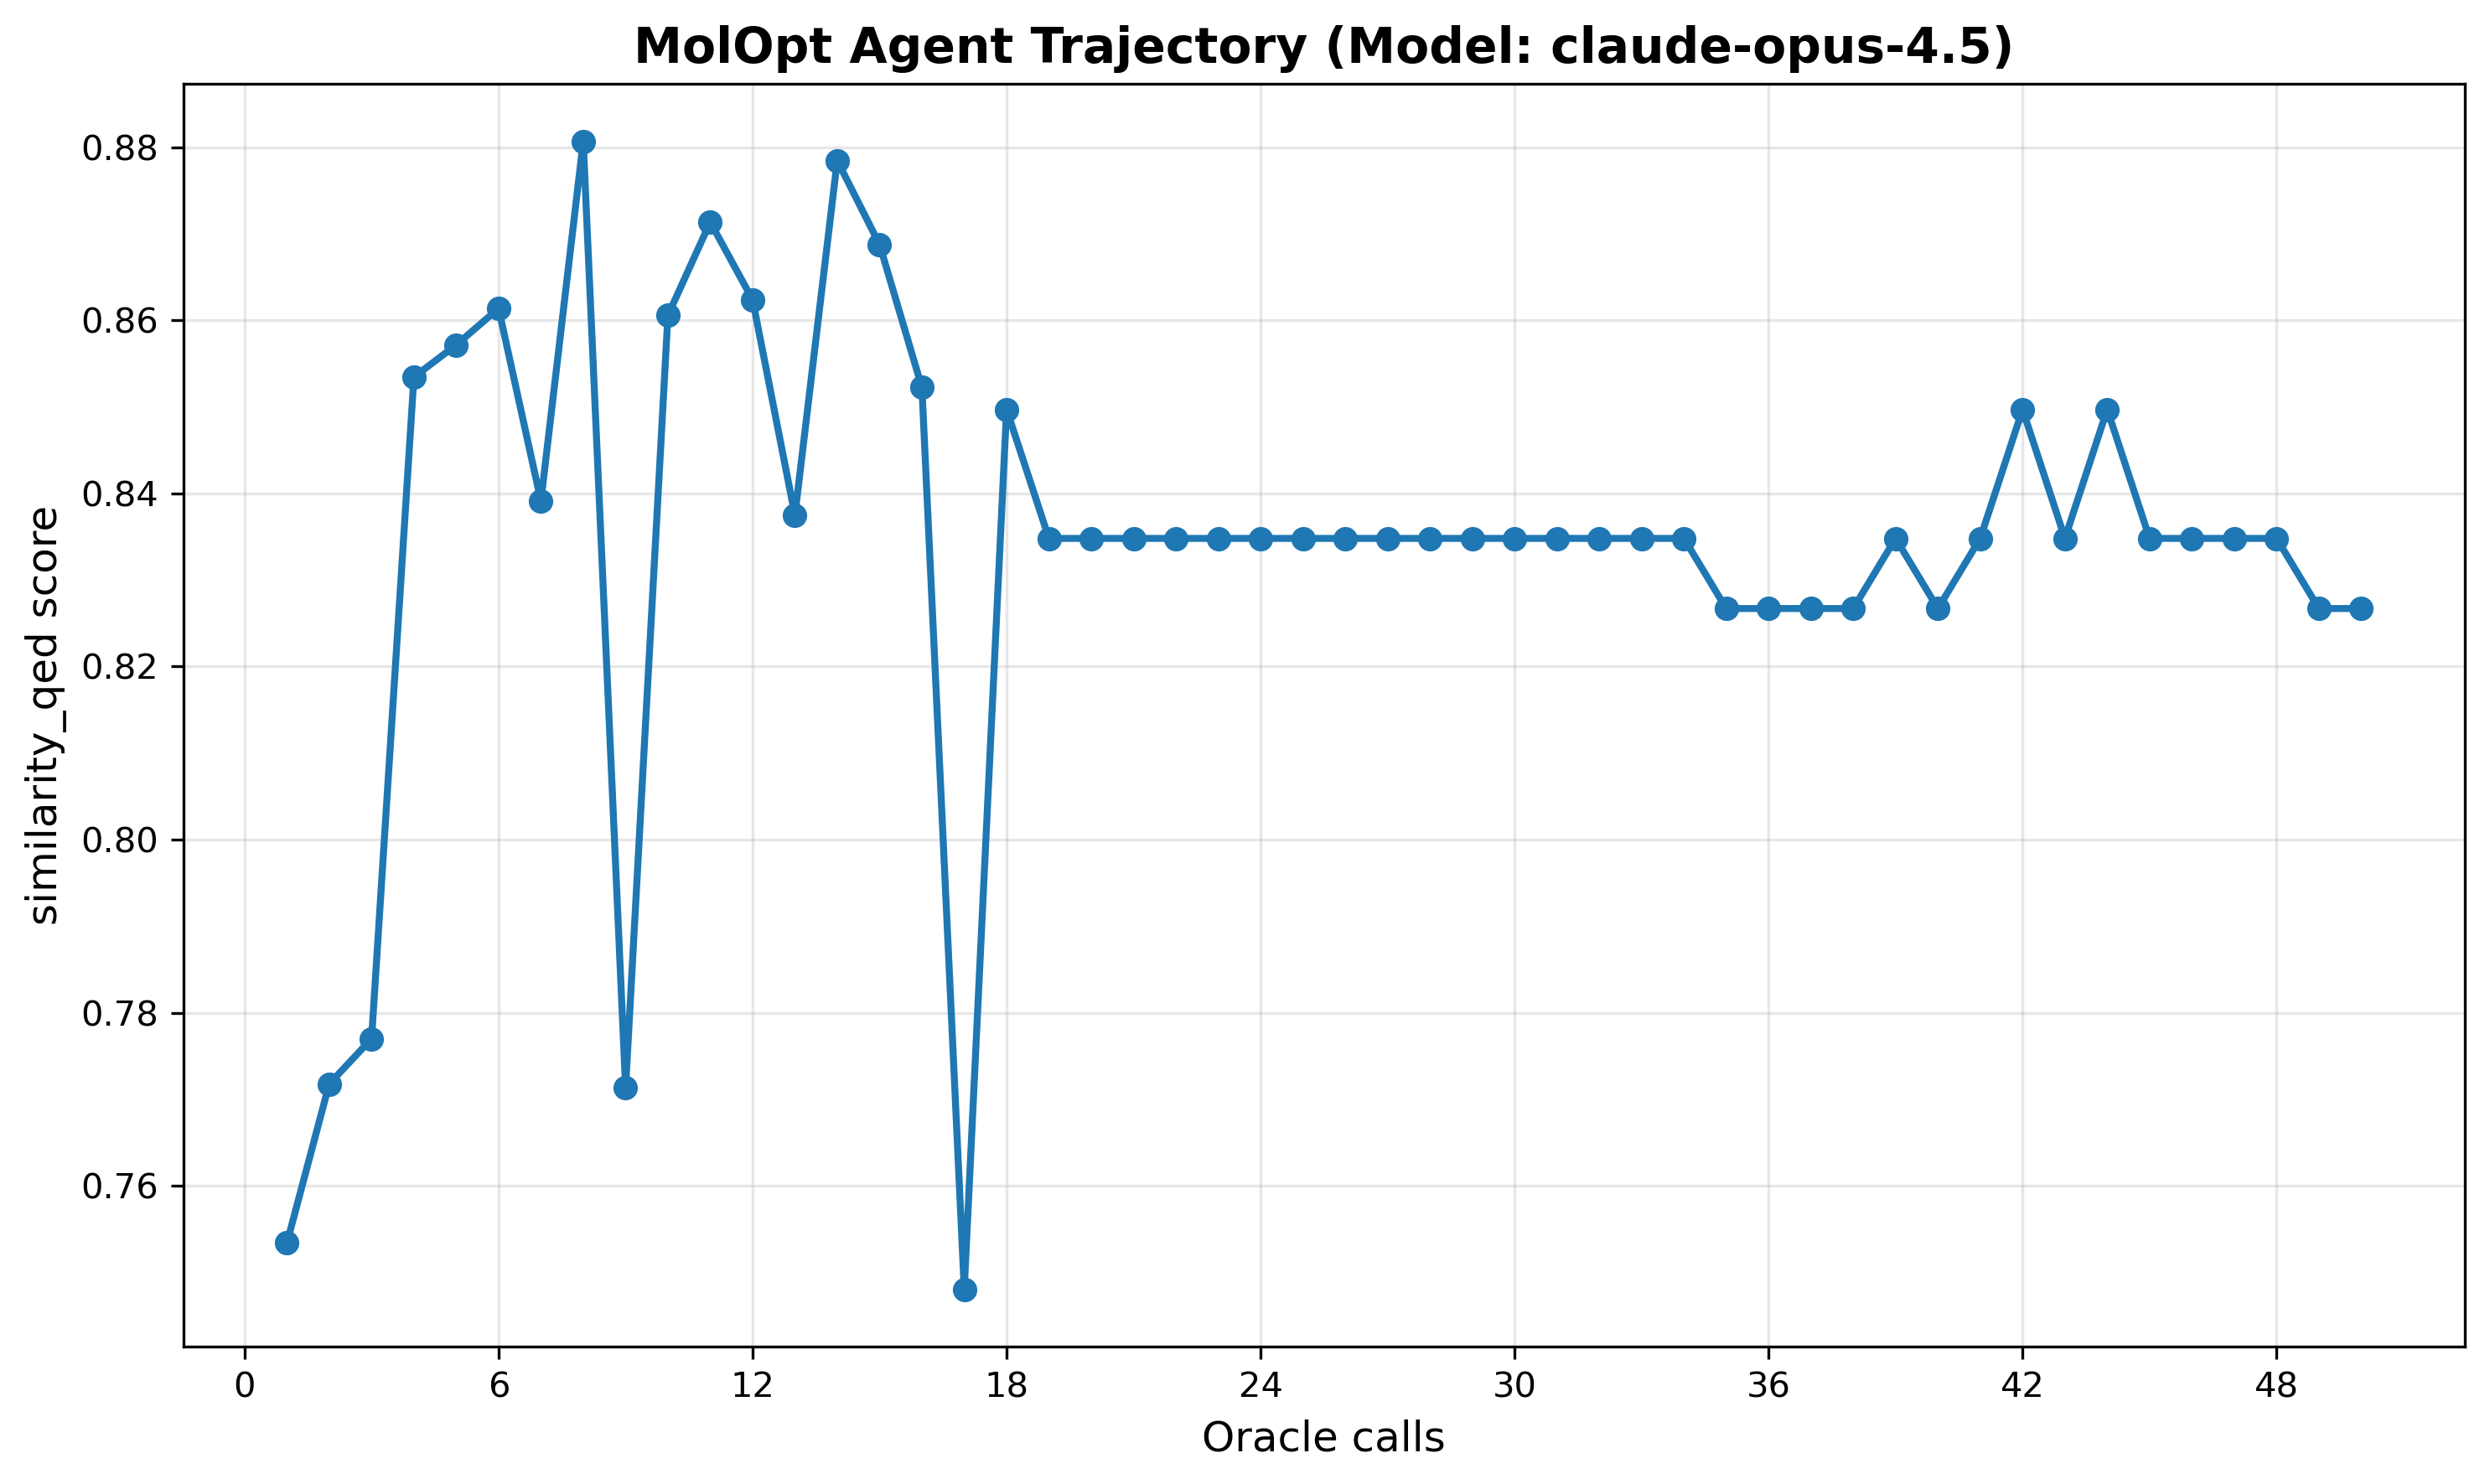 MolOpt Agent Trajectory (Model: claude-opus-4.5)
similarity_qed score
0.88
0.86
0.84
0.82
0.80
0.78
0.76
0 6 12 18 24 30 36 42 48
Oracle calls